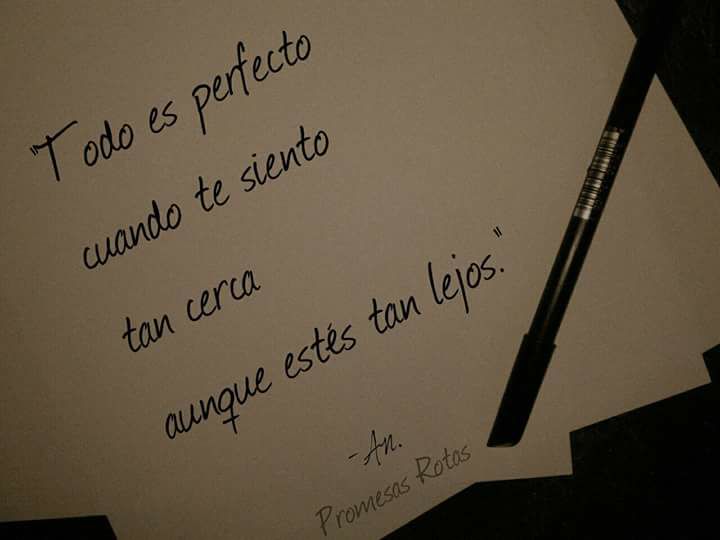 "Todo es perfecto
cuando te siento
tan cerca
aunque estés tan lejos."
-An.
Promesas Rotas